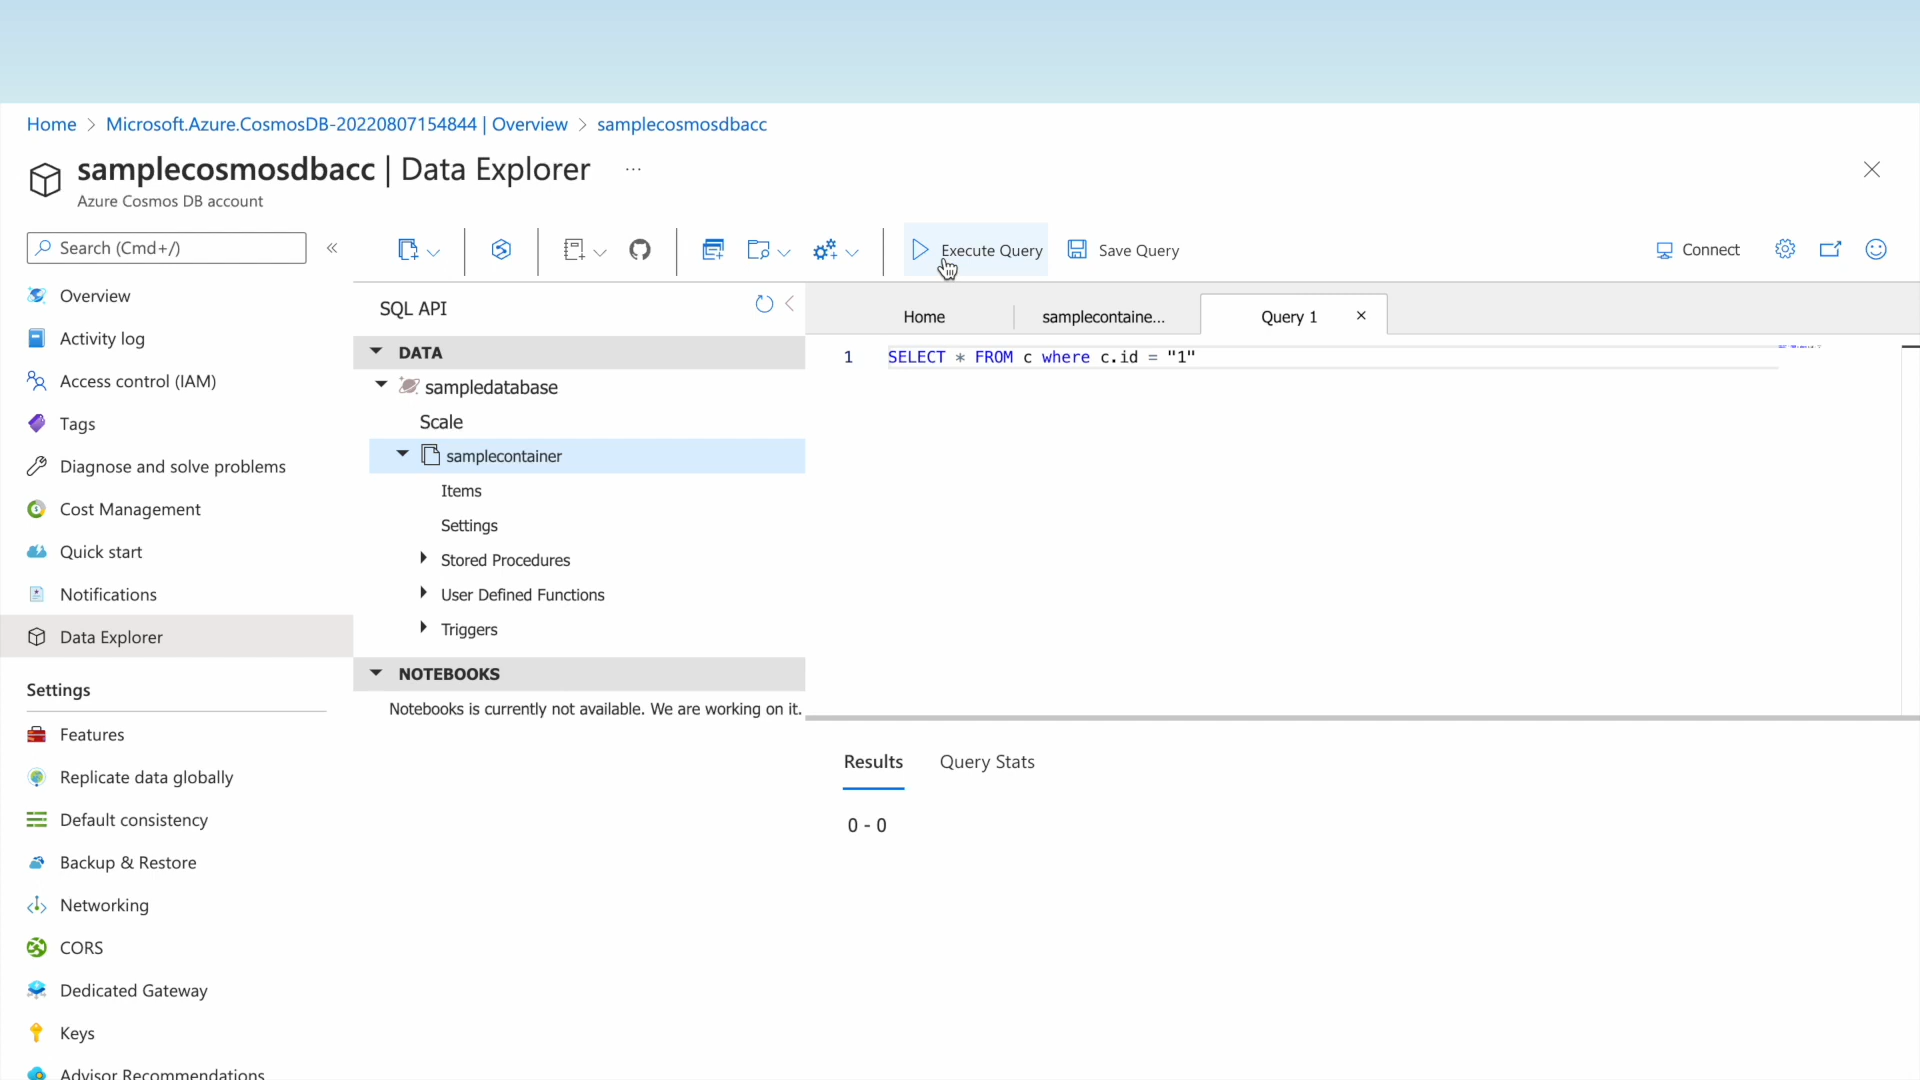 Home > Microsoft.Azure.CosmosDB-20220807154844 | Overview > samplecosmosdbacc
samplecosmosdbacc | Data Explorer ...
Azure Cosmos DB account
Search (Cmd+/)
«
Execute Query
Save Query
Connect
Overview
Activity log
Access control (IAM)
Tags
Diagnose and solve problems
Cost Management
Quick start
Notifications
Data Explorer
Settings
Features
Replicate data globally
Default consistency
Backup & Restore
Networking
CORS
Dedicated Gateway
Keys
Advisor Recommendations
SQL API
DATA
sampledatabase
Scale
samplecontainer
Items
Settings
Stored Procedures
User Defined Functions
Triggers
NOTEBOOKS
Notebooks is currently not available. We are working on it.
Home
samplecontaine...
Query 1
1 SELECT * FROM c where c.id = "1"
Results
Query Stats
0 - 0